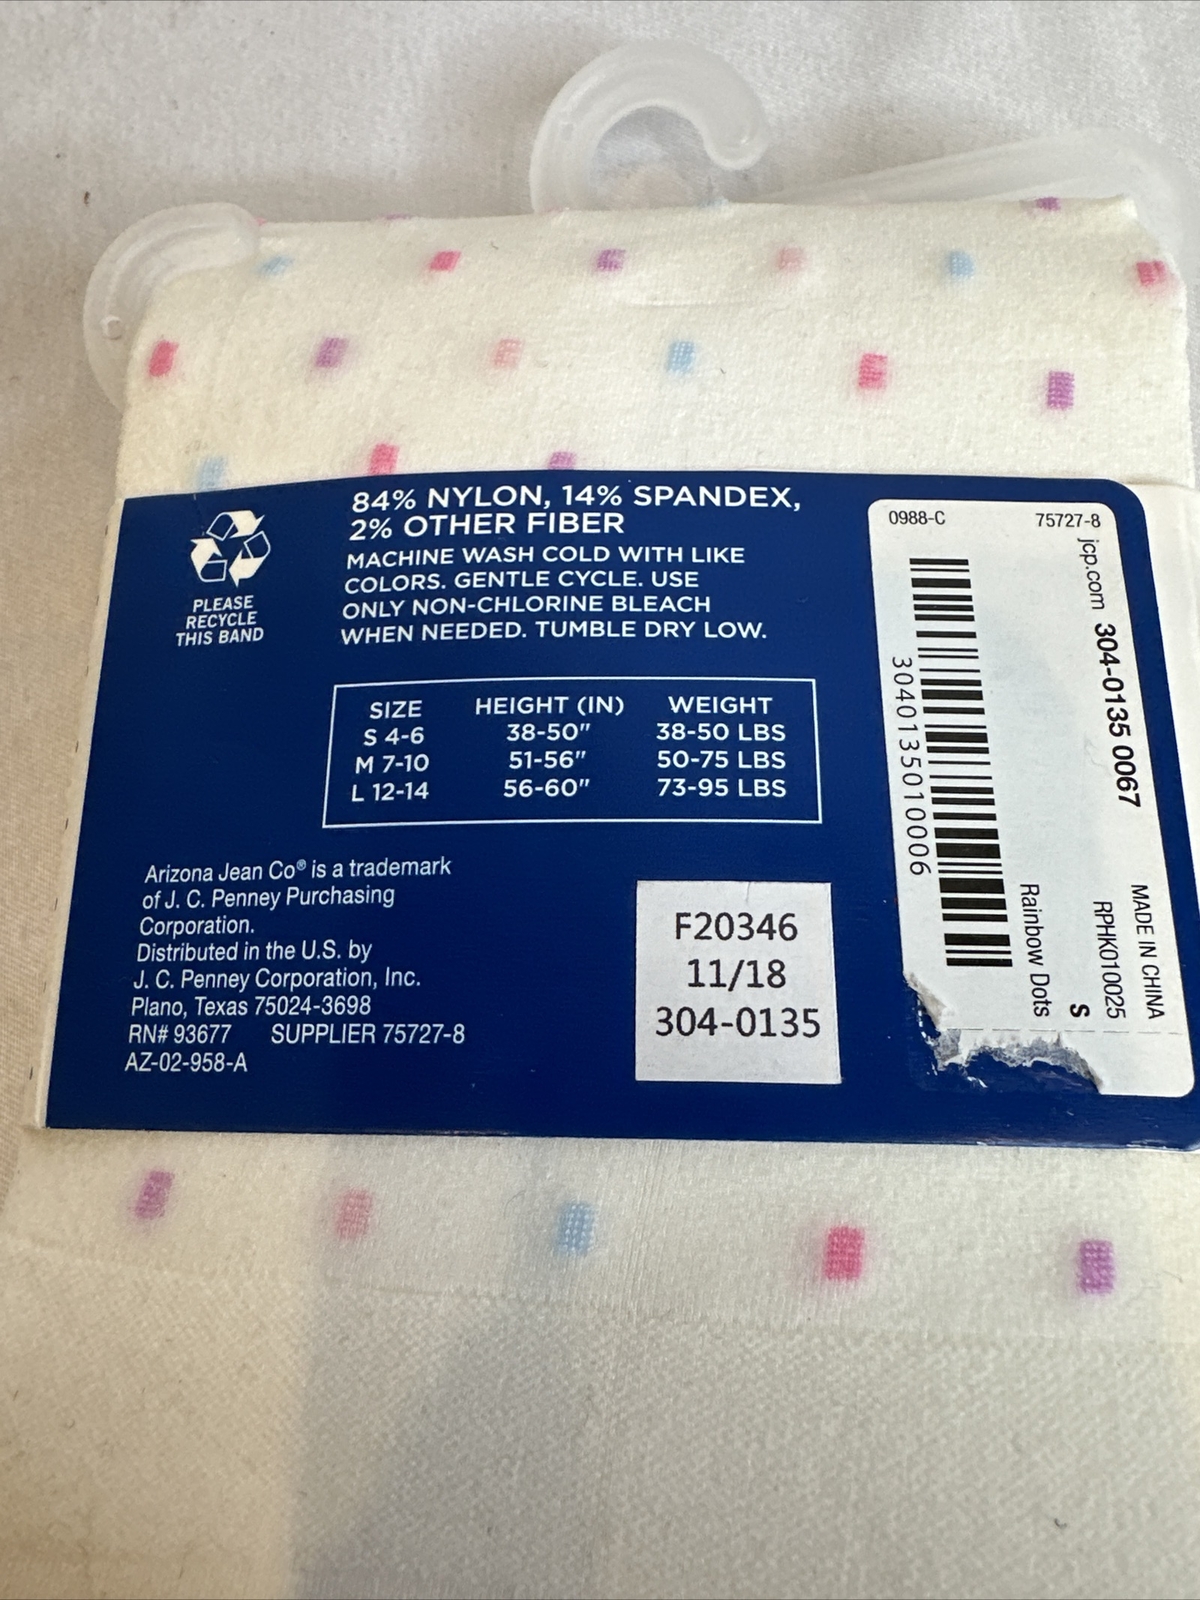 PLEASE
RECYCLE
THIS BAND
84% NYLON, 14% SPANDEX,
2% OTHER FIBER
MACHINE WASH COLD WITH LIKE
COLORS. GENTLE CYCLE. USE
ONLY NON-CHLORINE BLEACH
WHEN NEEDED. TUMBLE DRY LOW.
SIZE HEIGHT (IN) WEIGHT
S 4-6 38-50" 38-50 LBS
M 7-10 51-56" 50-75 LBS
L 12-14 56-60" 73-95 LBS
Arizona Jean Co® is a trademark
of J. C. Penney Purchasing
Corporation.
Distributed in the U.S. by
J. C. Penney Corporation, Inc.
Plano, Texas 75024-3698
RN# 93677 SUPPLIER 75727-8
AZ-02-958-A
F20346
11/18
304-0135
0988-C 75727-8
jcp.com 304-0135 0067
3040135010006
Rainbow Dots
S
RPHK010025
MADE IN CHINA